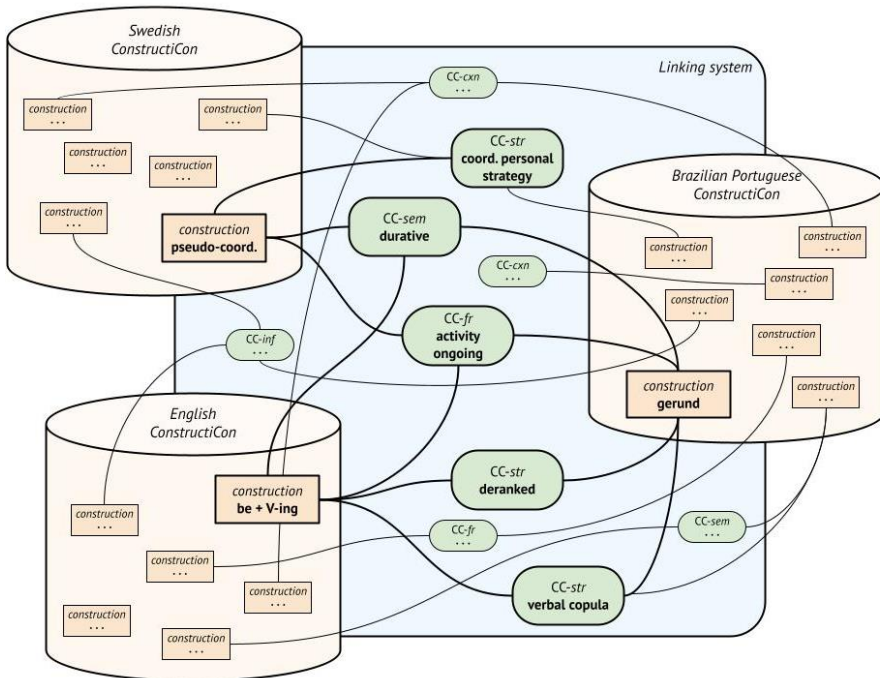 Swedish
ConstructiCon
construction
...
construction
...
construction
...
construction
...
construction
...
construction
pseudo-coord.
Linking system
CC-cxn
...
CC-str
coord. personal
strategy
CC-sem
durative
CC-cxn
...
CC-fr
activity
ongoing
CC-inf
...
CC-str
deranked
CC-fr
...
CC-sem
...
CC-str
verbal copula
Brazilian Portuguese
ConstructiCon
construction
...
construction
...
construction
...
construction
...
construction
...
construction
...
construction
gerund
English
ConstructiCon
construction
...
construction
be + V-ing
construction
...
construction
...
construction
...
construction
...